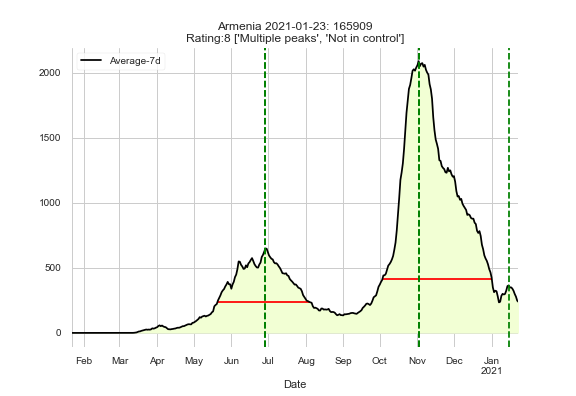 Armenia 2021-01-23: 165909
Rating:8 ['Multiple peaks', 'Not in control']
Average-7d
2000
1500
1000
500
0
Feb Mar Apr May Jun Jul Aug Sep Oct Nov Dec Jan
2021
Date